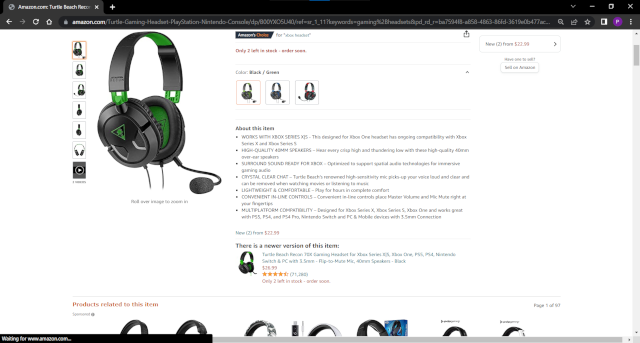 Amazon.com: Turtle Beach Recon
amazon.com/Turtle-Gaming-Headset-PlayStation-Nintendo-Console/dp/B00YXO5U40/ref=sr_1_11?keywords=gaming%2Bheadsets&pd_rd_r=
P
Amazon's Choice for "xbox headset"
New (2) from $22.99
Only 2 left in stock - order soon.
Have one to sell?
Sell on Amazon
Color: Black / Green
About this item
WORKS WITH XBOX SERIES X|S – This designed for Xbox One headset has ongoing compatibility with Xbox
Series X and Xbox Series S
HIGH-QUALITY 40MM SPEAKERS – Hear every crisp high and thundering low with these high-quality 40mm
over-ear speakers
SURROUND SOUND READY FOR XBOX – Optimized to support spatial audio technologies for immersive
gaming audio
CRYSTAL CLEAR CHAT – Turtle Beach's renowned high-sensitivity mic picks-up your voice loud and clear and
can be removed when watching movies or listening to music
LIGHTWEIGHT & COMFORTABLE – Play for hours in complete comfort
CONVENIENT IN-LINE CONTROLS – Convenient in-line controls place Master Volume and Mic Mute right at
your fingertips
MULTIPLATFORM COMPATIBILITY – Designed for Xbox Series X, Xbox Series S, Xbox One and works great
with PS5, PS4, and PS4 Pro, Nintendo Switch and PC & Mobile devices with 3.5mm Connection
Roll over image to zoom in
New (2) from $22.99
There is a newer version of this item:
Turtle Beach Recon 70X Gaming Headset for Xbox Series X|S, Xbox One, PS5, PS4, Nintendo
Switch & PC with 3.5mm - Flip-to-Mute Mic, 40mm Speakers - Black
$26.99
(71,288)
Only 2 left in stock - order soon.
Products related to this item
Page 1 of 97
Sponsored
Waiting for www.amazon.com...